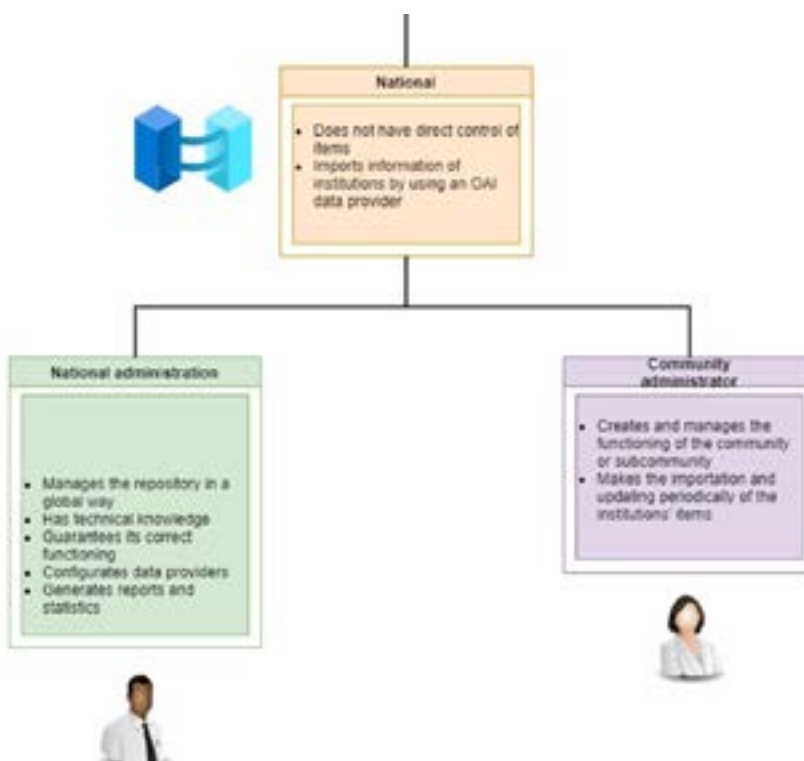 National
• Does not have direct control of
items
• Imports information of
institutions by using an OAI
data provider
National administration
• Manages the repository in a
global way
• Has technical knowledge
• Guarantees its correct
functioning
• Configurates data providers
• Generates reports and
statistics
Community
administrator
• Creates and manages the
functioning of the community
or subcommunity
• Makes the importation and
updating periodically of the
institutions' items